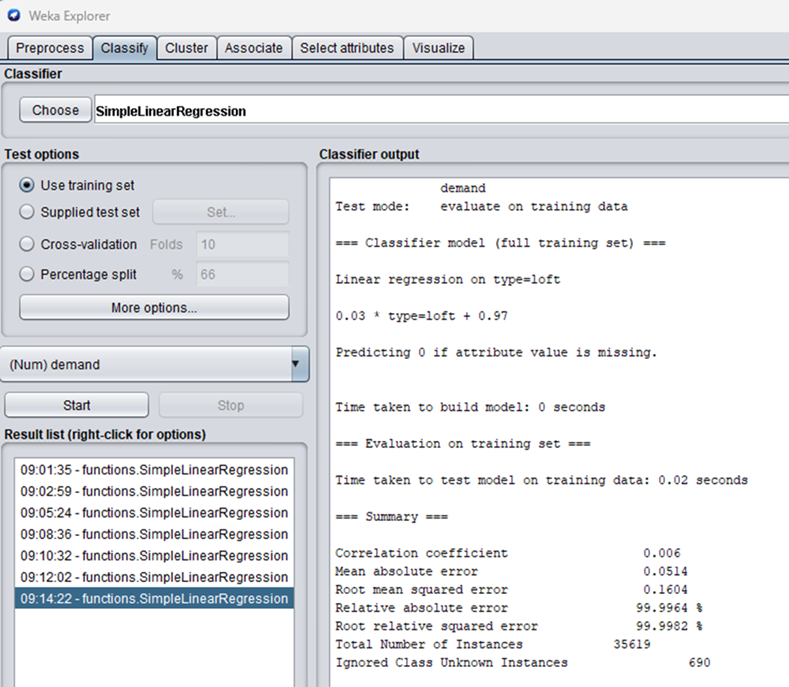 Weka Explorer
Preprocess Classify Cluster Associate Select attributes Visualize
Classifier
Choose SimpleLinearRegression
Test options
Use training set
Supplied test set Set...
Cross-validation Folds 10
Percentage split % 66
More options...
(Num) demand
Start Stop
Result list (right-click for options)
09:01:35 - functions.SimpleLinearRegression
09:02:59 - functions.SimpleLinearRegression
09:05:24 - functions.SimpleLinearRegression
09:08:36 - functions.SimpleLinearRegression
09:10:32 - functions.SimpleLinearRegression
09:12:02 - functions.SimpleLinearRegression
09:14:22 - functions.SimpleLinearRegression
Classifier output
demand
Test mode: evaluate on training data
=== Classifier model (full training set) ===
Linear regression on type=loft
0.03 * type=loft + 0.97
Predicting 0 if attribute value is missing.
Time taken to build model: 0 seconds
=== Evaluation on training set ===
Time taken to test model on training data: 0.02 seconds
=== Summary ===
Correlation coefficient 0.006
Mean absolute error 0.0514
Root mean squared error 0.1604
Relative absolute error 99.9964 %
Root relative squared error 99.9982 %
Total Number of Instances 35619
Ignored Class Unknown Instances 690